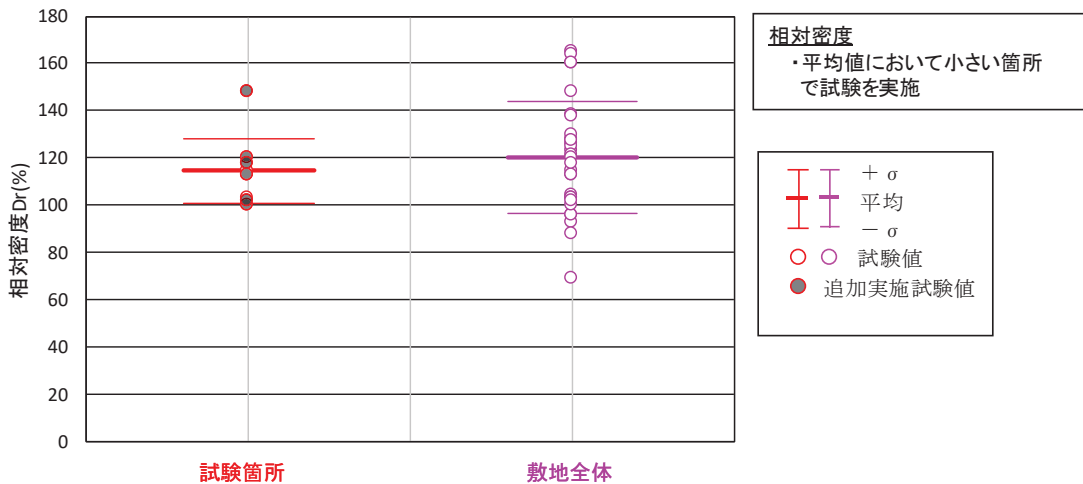 180
160
140
120
100
80
60
40
20
0
相対密度Dr(%)
試験箇所
敷地全体
相対密度
・平均値において小さい箇所
で試験を実施
+σ
平均
-σ
試験値
追加実施試験値